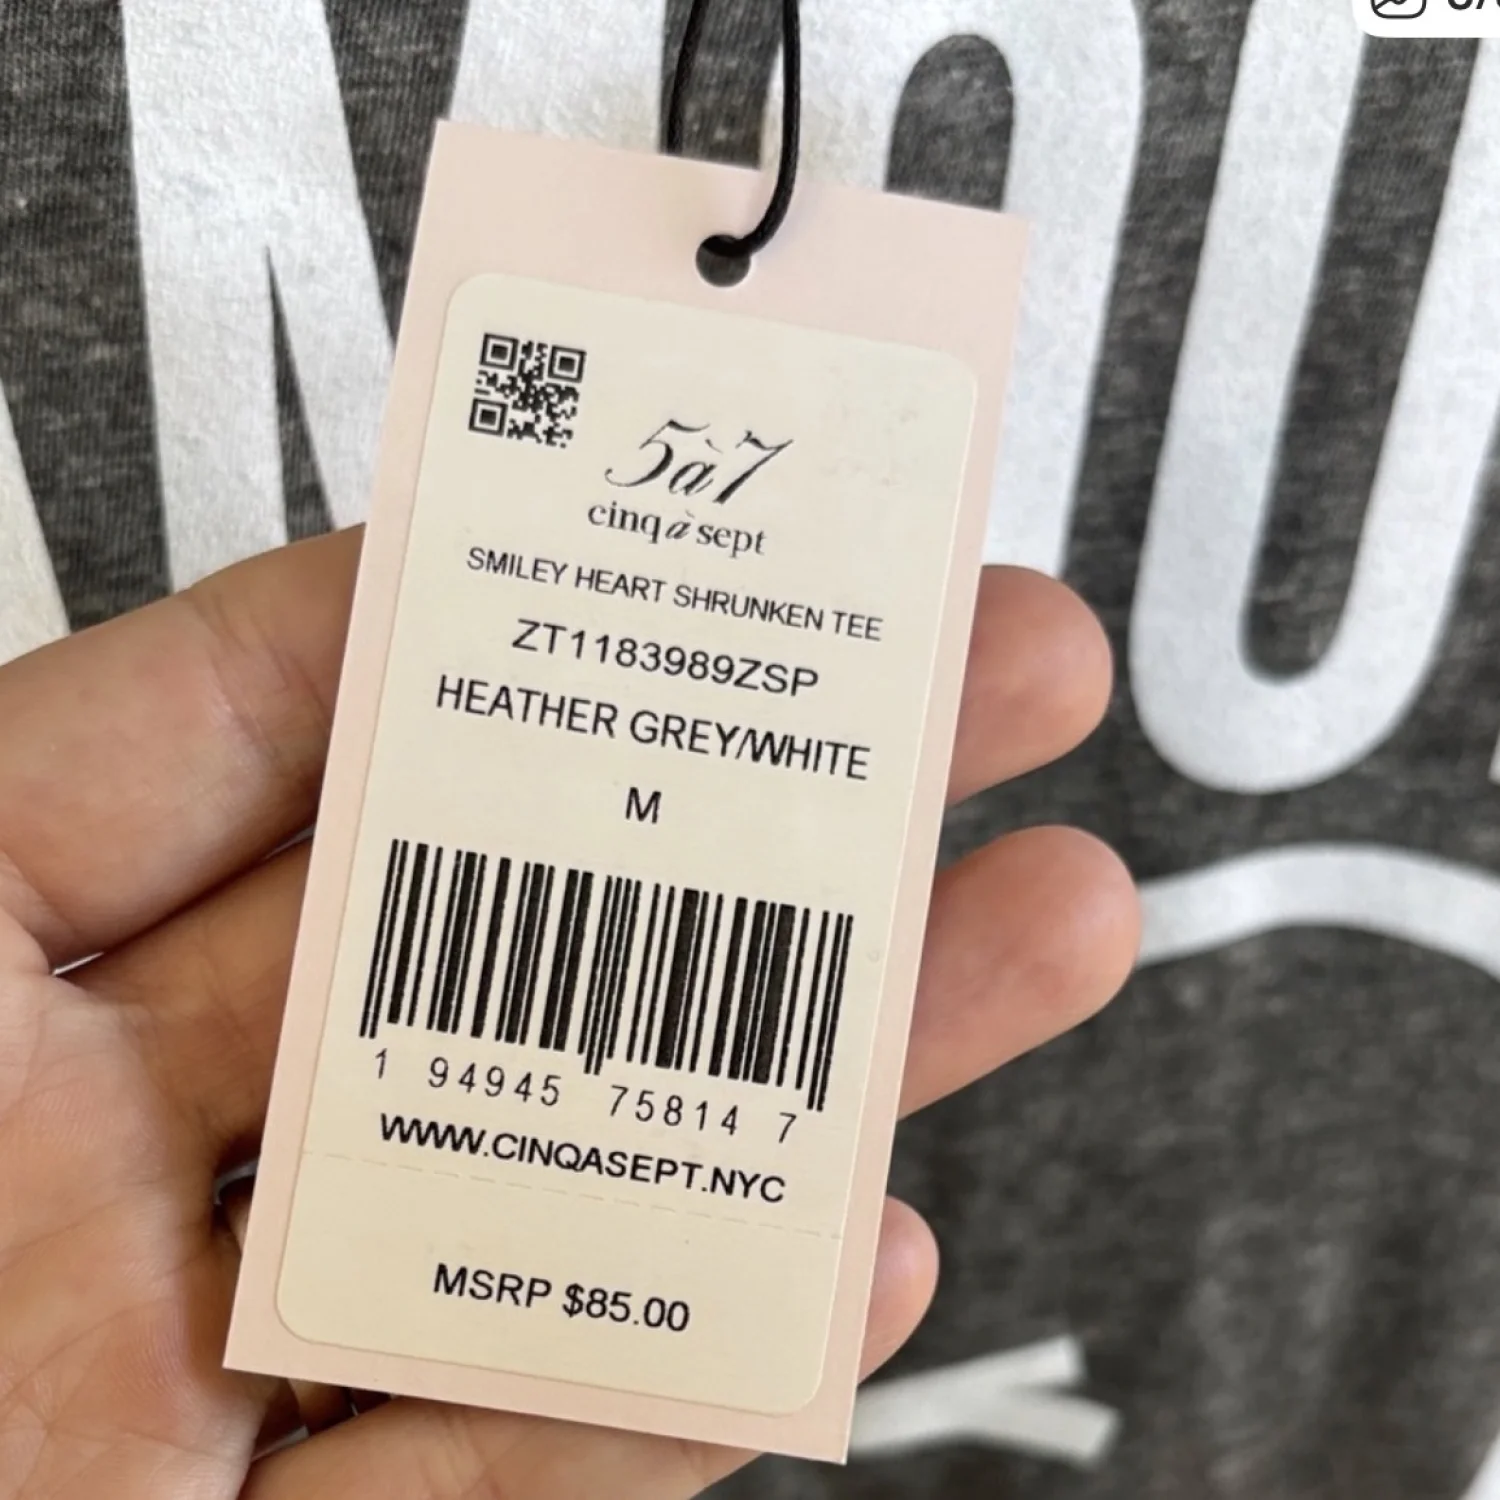 5à7
cinq à sept
SMILEY HEART SHRUNKEN TEE
ZT1183989ZSP
HEATHER GREY/WHITE
M
1 94945 75814 7
WWW.CINQASEPT.NYC
MSRP $85.00